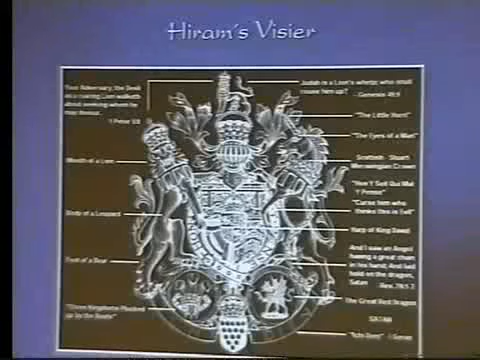 Hiram's Visier
Your Adversary, the Devil
as a roaring Lion walketh
about seeking whom he
may devour.
1 Peter 5:8
Mouth of a Lion
Body of a Leopard
Feet of a Bear
"Three Kingdoms Plucked
up by the Roots"
Judah is a Lion's whelp; who shall
rouse him up?
- Genesis 49:9
"The Little Horn"
"The Eyes of a Man"
Scottish Stuart
Merovingian Crown
"Hon Y Soit Qui Mal
Y Pense"
"Curse him who
thinks this is Evil"
Harp of King David
And I saw an Angel
having a great chain
in his hand; And laid
hold on the dragon,
Satan
- Rev. 20:1-2
The Great Red Dragon
SATAN
"Ich Dien" I Serve